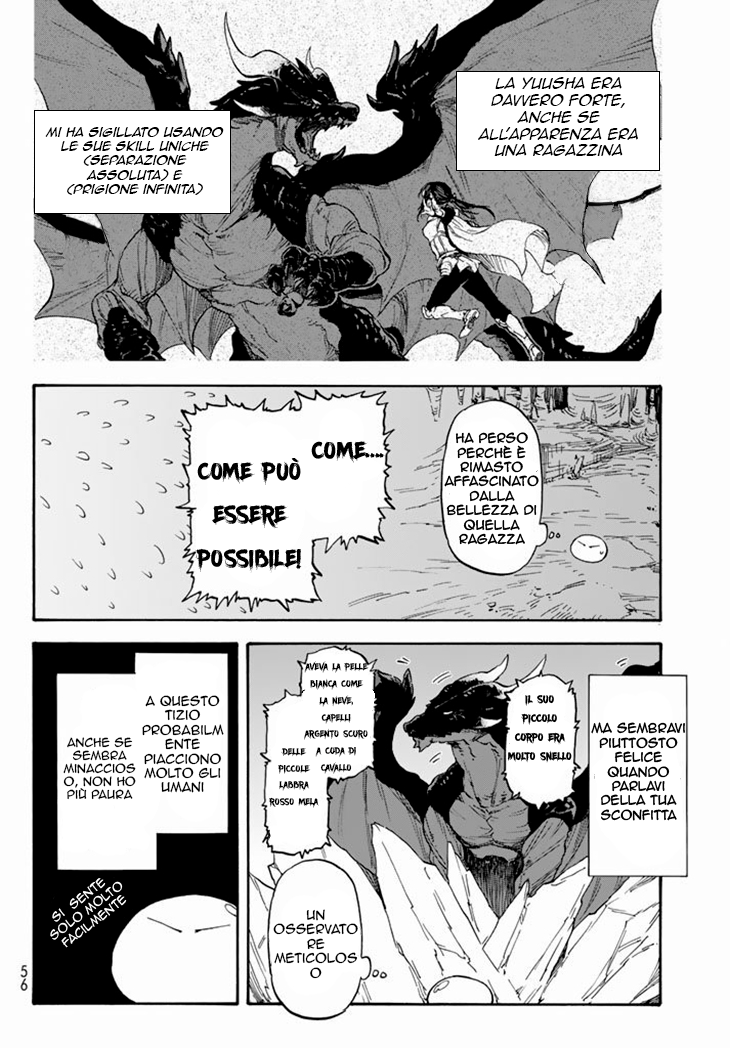 LA YUUSHA ERA
DAVVERO FORTE,
ANCHE SE
ALL'APPARENZA ERA
UNA RAGAZZINA
MI HA SIGILLATO USANDO
LE SUE SKILL UNICHE
(SEPARAZIONE
ASSOLUTA) E
(PRIGIONE INFINITA)
HA PERSO
PERCHÈ È
RIMASTO
AFFASCINATO
DALLA
BELLEZZA DI
QUELLA
RAGAZZA
COME....
COME PUÒ
ESSERE
POSSIBILE!
MA SEMBRAVI
PIUTTOSTO
FELICE
QUANDO
PARLAVI
DELLA TUA
SCONFITTA
IL SUO
PICCOLO
CORPO ERA
MOLTO SNELLO
AVEVA LA PELLE
BIANCA COME
LA NEVE,
CAPELLI
ARGENTO SCURO
A CODA DI
CAVALLO
DELLE
PICCOLE
LABBRA
ROSSO MELA
UN
OSSERVATO
RE
METICOLOS
O
A QUESTO
TIZIO
PROBABILM
ENTE
PIACCIONO
MOLTO GLI
UMANI
ANCHE SE
SEMBRA
MINACCIOS
O, NON HO
PIÙ PAURA
SI SENTE
SOLO MOLTO
FACILMENTE
56